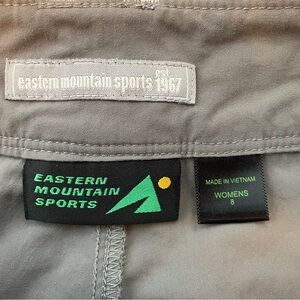 eastern mountain sports est 1967
EASTERN
MOUNTAIN
SPORTS
MADE IN VIETNAM
WOMENS
8